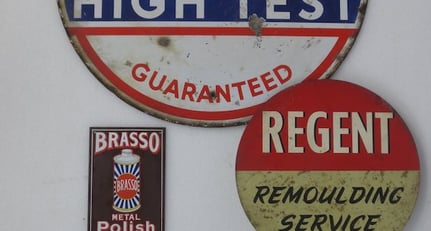 HIGH TEST
GUARANTEED
BRASSO
BRASSO
METAL
Polish
REGENT
REMOULDING
SERVICE